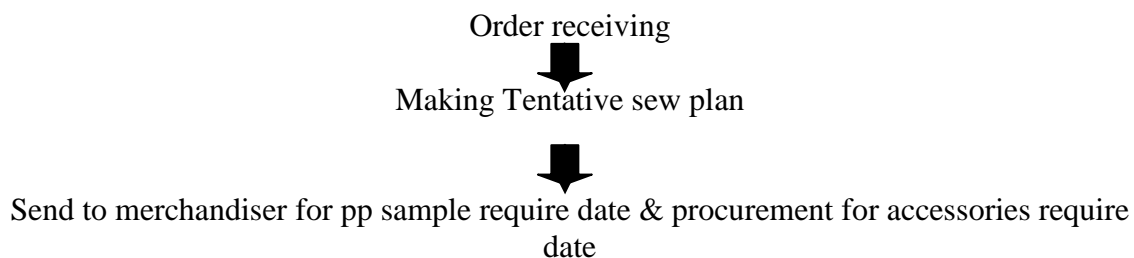 Order receiving
Making Tentative sew plan
Send to merchandiser for pp sample require date & procurement for accessories require
date